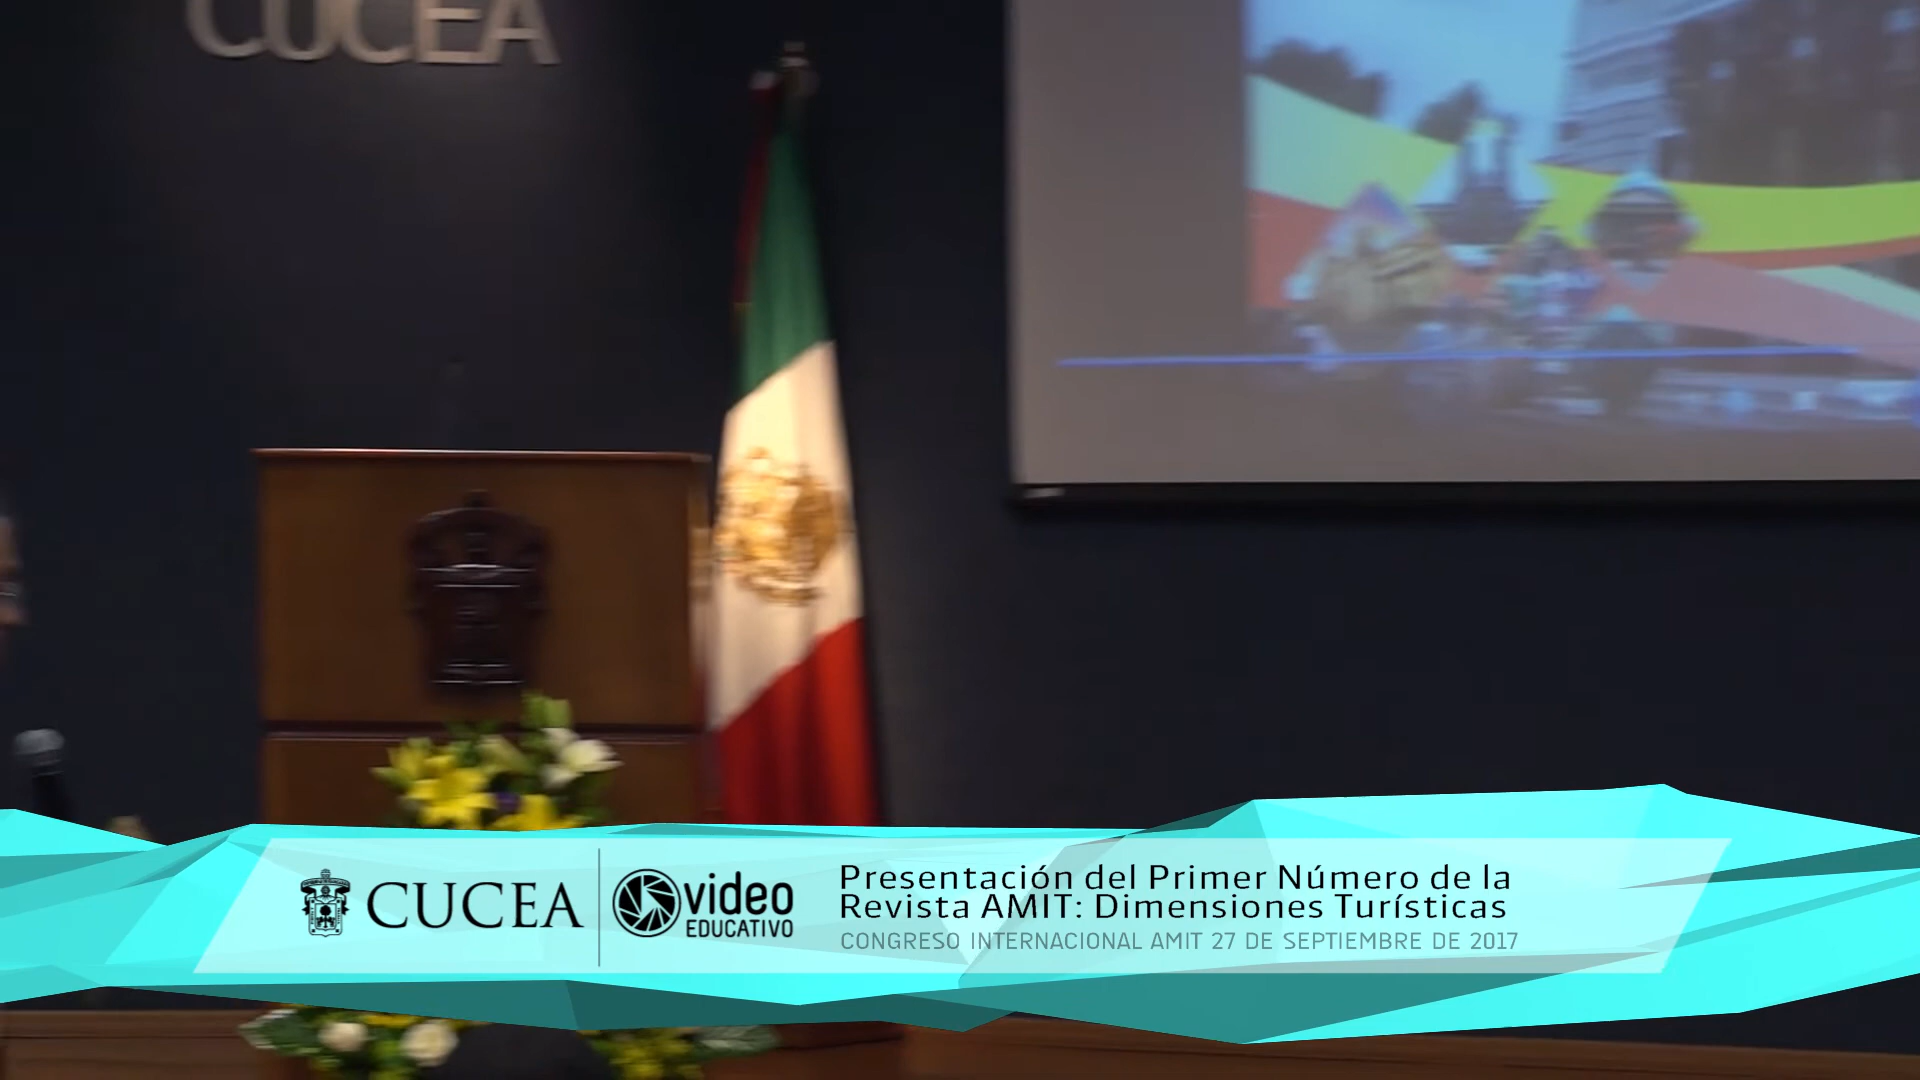 CUCEA
CUCEA
video
EDUCATIVO
Presentación del Primer Número de la
Revista AMIT: Dimensiones Turísticas
CONGRESO INTERNACIONAL AMIT 27 DE SEPTIEMBRE DE 2017